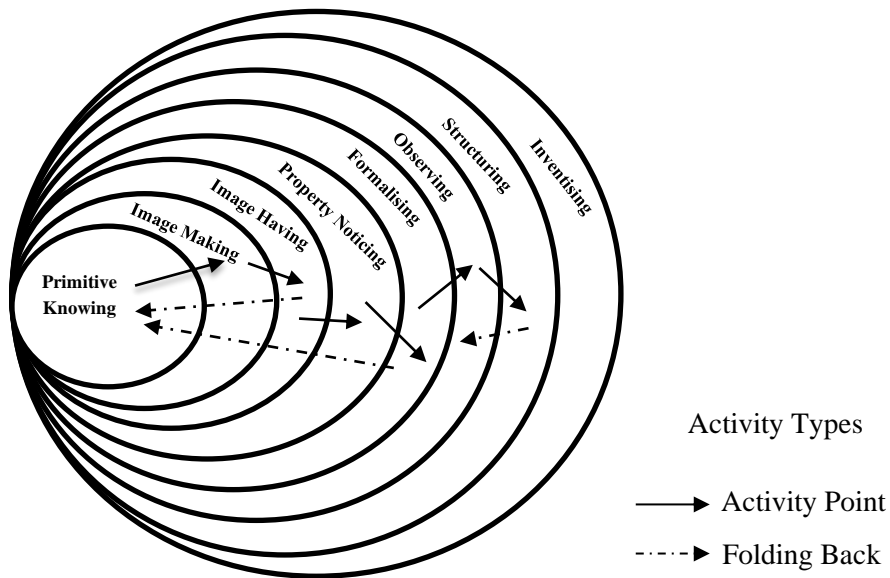 Primitive
Knowing
Image Making
Image Having
Property Noticing
Formalising
Observing
Structuring
Inventising
Activity Types
Activity Point
Folding Back